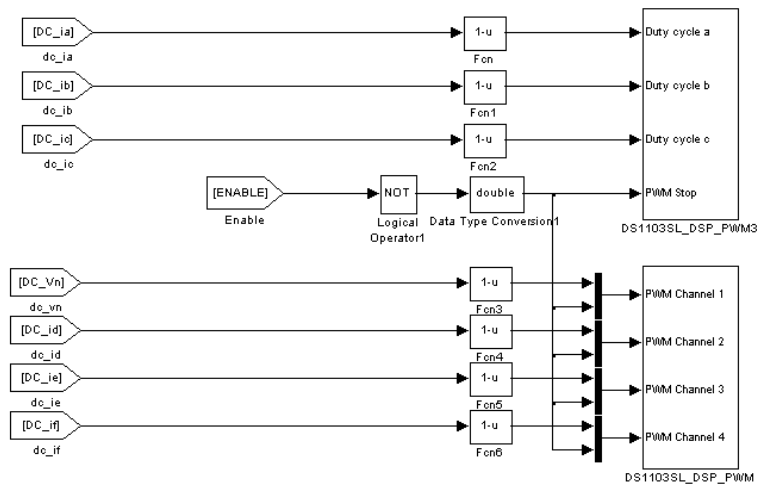 [DC_ia]
dc_ia
1-u
Fcn
Duty cycle a
[DC_ib]
dc_ib
1-u
Fcn1
Duty cycle b
[DC_ic]
dc_ic
1-u
Fcn2
Duty cycle c
[ENABLE]
Enable
NOT
Logical
Operator1
double
Data Type Conversion1
PWM Stop
DS1103SL_DSP_PWM3
[DC_Vn]
dc_vn
1-u
Fcn3
PWM Channel 1
[DC_id]
dc_id
1-u
Fcn4
PWM Channel 2
[DC_ie]
dc_ie
1-u
Fcn5
PWM Channel 3
[DC_if]
dc_if
1-u
Fcn6
PWM Channel 4
DS1103SL_DSP_PWM